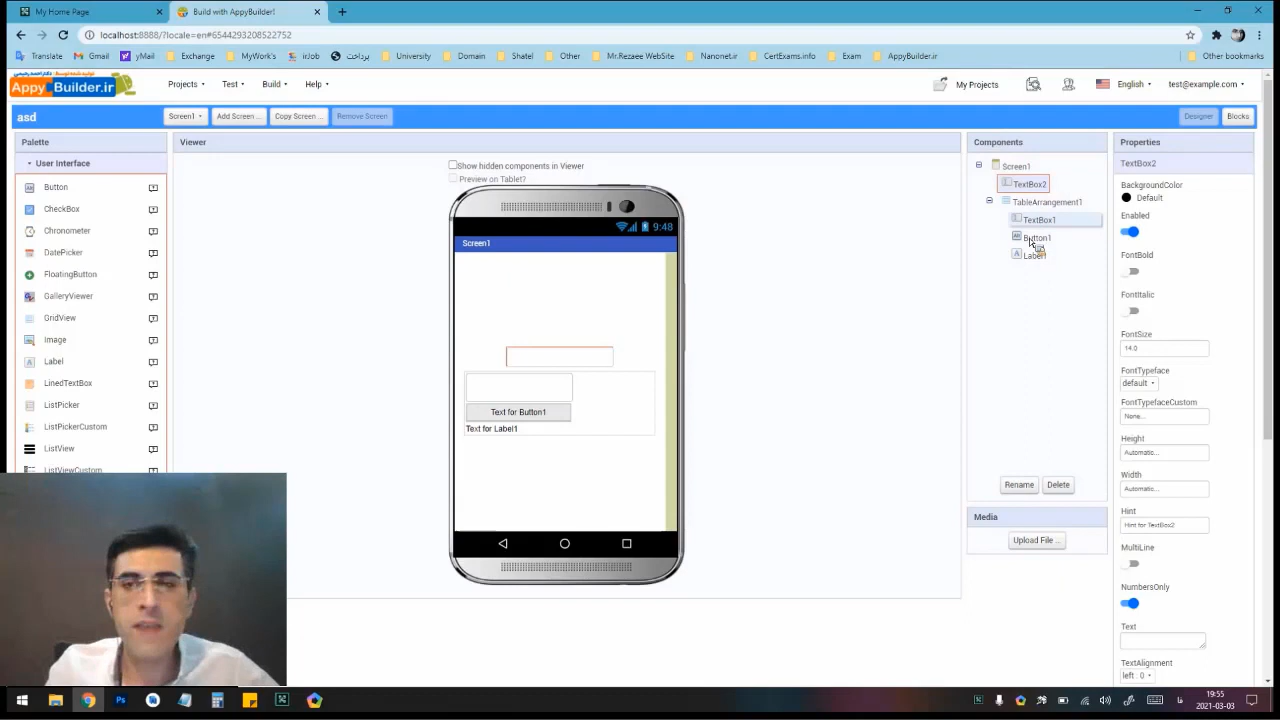 My Home Page
Build with AppyBuilder!
localhost:8888/?locale=en#6544293208522752
Translate
Gmail
yMail
Exchange
MyWork's
irJob
پرداخت
University
Domain
Shatel
Other
Mr.Rezaee WebSite
Nanonet.ir
CertExams.info
Exam
AppyBuilder.ir
Other bookmarks
AppyBuilder.ir
Projects
Test
Build
Help
My Projects
English
test@example.com
asd
Screen1
Add Screen ...
Copy Screen ...
Remove Screen
Designer
Blocks
Palette
Viewer
Components
Properties
User Interface
Button
CheckBox
Chronometer
DatePicker
FloatingButton
GalleryViewer
GridView
Image
Label
LinedTextBox
ListPicker
ListPickerCustom
ListView
ListViewCustom
Show hidden components in Viewer
Preview on Tablet?
9:48
Screen1
Text for Button1
Text for Label1
Screen1
TextBox2
TableArrangement1
TextBox1
Button1
Rename
Delete
Media
Upload File ...
TextBox2
BackgroundColor
Default
Enabled
FontBold
FontItalic
FontSize
14.0
FontTypeface
default
FontTypefaceCustom
None...
Height
Automatic...
Width
Automatic...
Hint
Hint for TextBox2
MultiLine
NumbersOnly
Text
TextAlignment
left : 0
19:55
2021-03-03